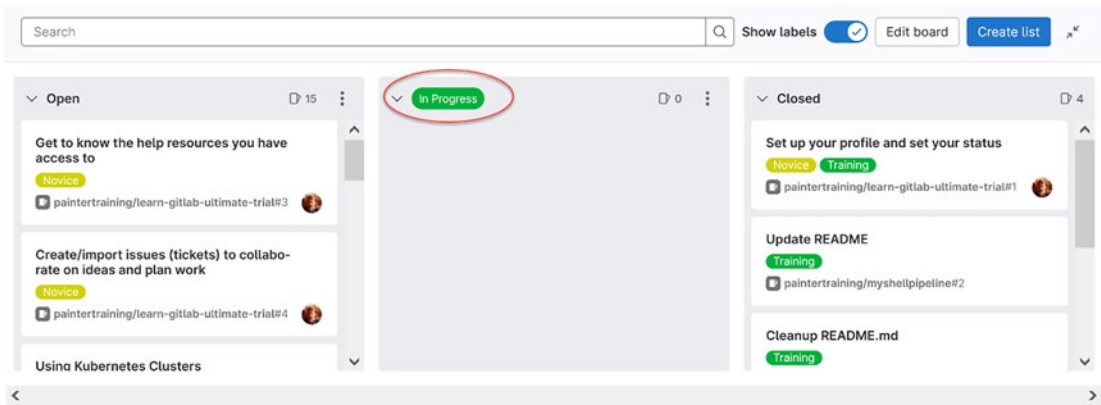 Search
Show labels
Edit board
Create list
Open
15
Get to know the help resources you have
access to
Novice
paintertraining/learn-gitlab-ultimate-trial#3
Create/import issues (tickets) to collabo-
rate on ideas and plan work
Novice
paintertraining/learn-gitlab-ultimate-trial#4
Using Kubernetes Clusters
In Progress
0
Closed
4
Set up your profile and set your status
Novice Training
paintertraining/learn-gitlab-ultimate-trial#1
Update README
Training
paintertraining/myshellpipeline#2
Cleanup README.md
Training